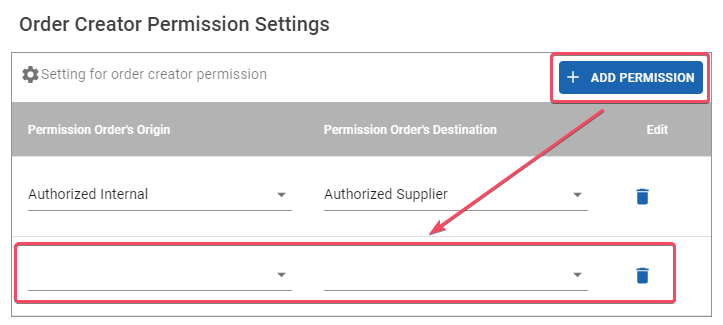 Order Creator Permission Settings
Setting for order creator permission
+ ADD PERMISSION
Permission Order's Origin Permission Order's Destination Edit
Authorized Internal Authorized Supplier